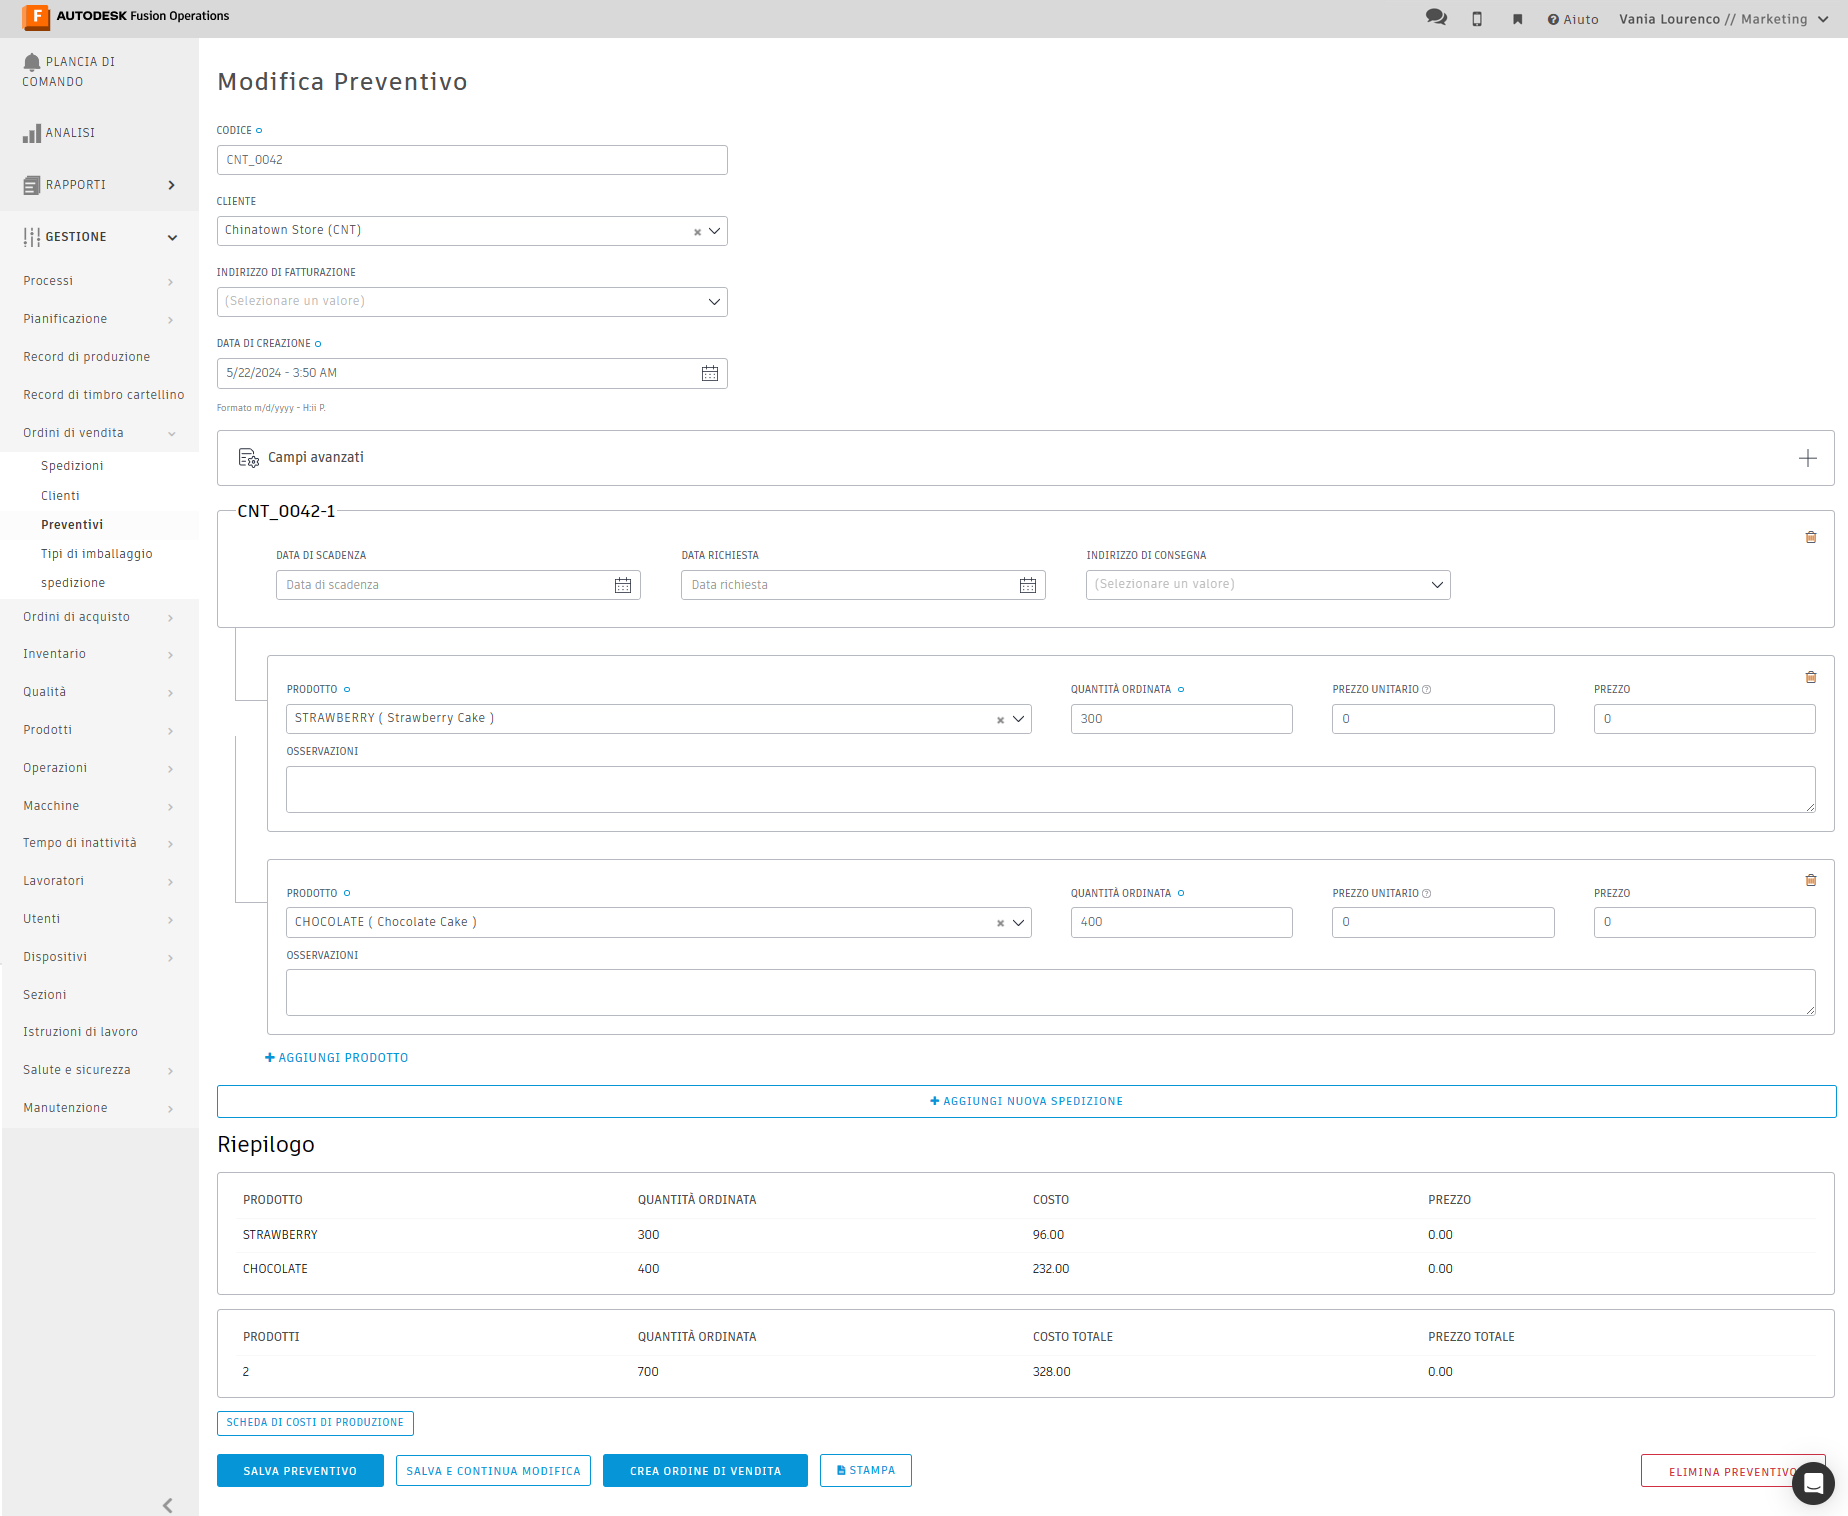 AUTODESK Fusion Operations
Aiuto
Vania Lourenco // Marketing
PLANCIA DI
COMANDO
ANALISI
RAPPORTI
GESTIONE
Processi
Pianificazione
Record di produzione
Record di timbro cartellino
Ordini di vendita
Spedizioni
Clienti
Preventivi
Tipi di imballaggio
spedizione
Ordini di acquisto
Inventario
Qualità
Prodotti
Operazioni
Macchine
Tempo di inattività
Lavoratori
Utenti
Dispositivi
Sezioni
Istruzioni di lavoro
Salute e sicurezza
Manutenzione
Modifica Preventivo
CODICE
CNT_0042
CLIENTE
Chinatown Store (CNT)
INDIRIZZO DI FATTURAZIONE
(Selezionare un valore)
DATA DI CREAZIONE
5/22/2024 - 3:50 AM
Formato m/d/yyyy - H:ii P.
Campi avanzati
CNT_0042-1
DATA DI SCADENZA DATA RICHIESTA INDIRIZZO DI CONSEGNA
Data di scadenza Data richiesta (Selezionare un valore)
PRODOTTO QUANTITÀ ORDINATA PREZZO UNITARIO PREZZO
STRAWBERRY ( Strawberry Cake ) 300 0 0
OSSERVAZIONI
PRODOTTO QUANTITÀ ORDINATA PREZZO UNITARIO PREZZO
CHOCOLATE ( Chocolate Cake ) 400 0 0
OSSERVAZIONI
+ AGGIUNGI PRODOTTO
+ AGGIUNGI NUOVA SPEDIZIONE
Riepilogo
PRODOTTO QUANTITÀ ORDINATA COSTO PREZZO
STRAWBERRY 300 96.00 0.00
CHOCOLATE 400 232.00 0.00
PRODOTTI QUANTITÀ ORDINATA COSTO TOTALE PREZZO TOTALE
2 700 328.00 0.00
SCHEDA DI COSTI DI PRODUZIONE
SALVA PREVENTIVO SALVA E CONTINUA MODIFICA CREA ORDINE DI VENDITA STAMPA ELIMINA PREVENTIVO